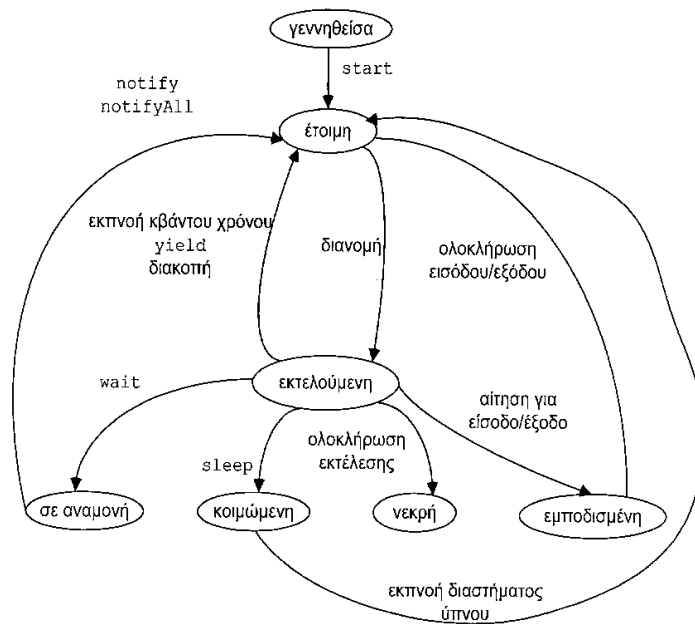 γεννηθείσα
start
notify
notifyAll
έτοιμη
εκπνοή κβάντου χρόνου
yield
διακοπή
διανομή
ολοκλήρωση
εισόδου/εξόδου
εκτελούμενη
wait
αίτηση για
είσοδο/έξοδο
sleep
ολοκλήρωση
εκτέλεσης
σε αναμονή
κοιμώμενη
νεκρή
εμποδισμένη
εκπνοή διαστήματος
ύπνου